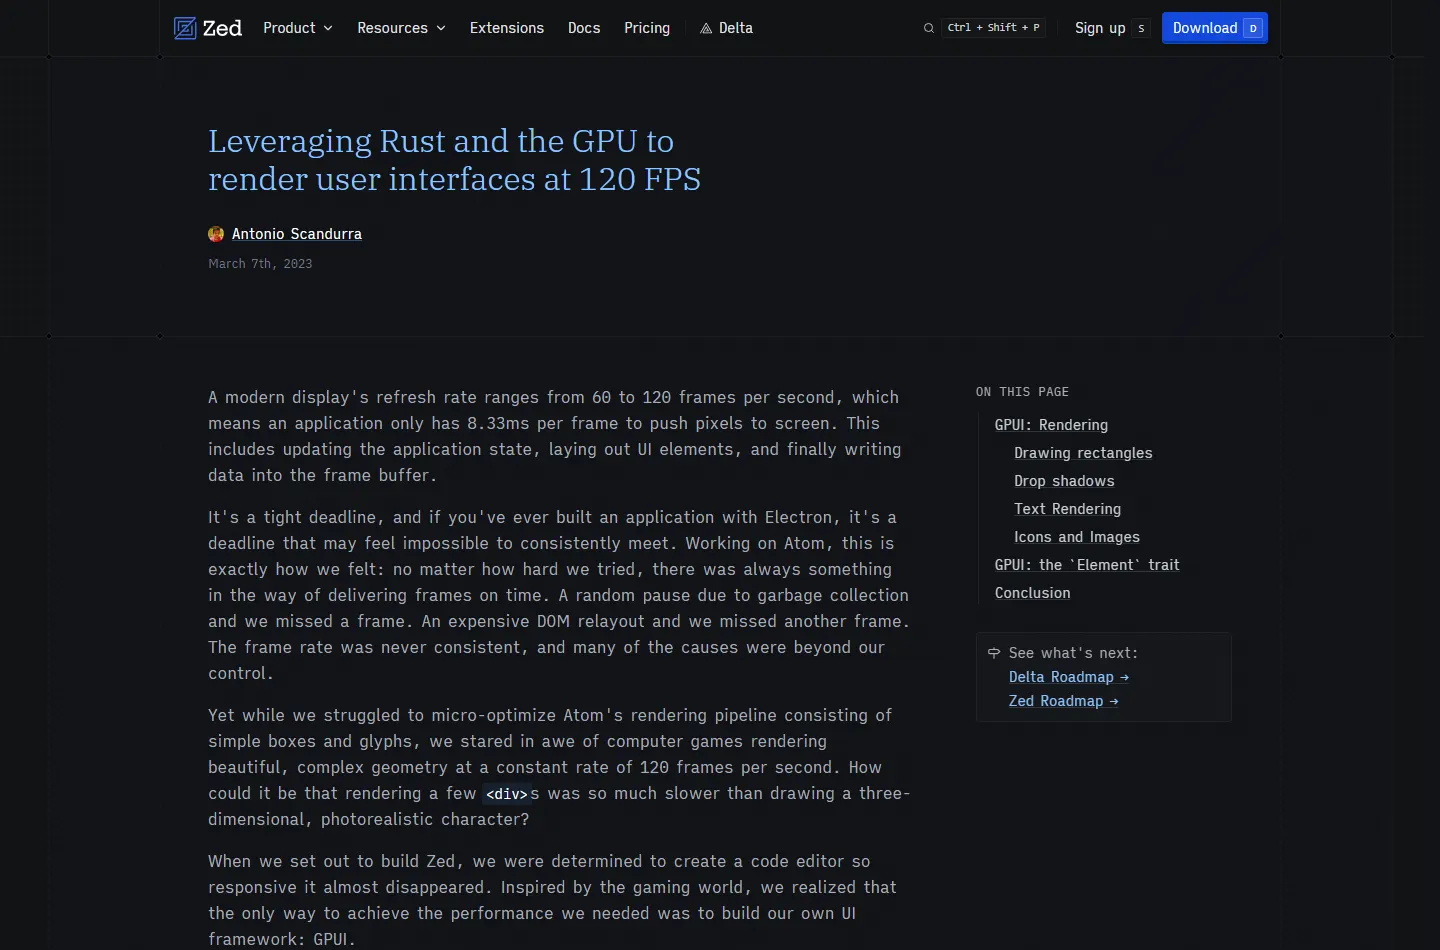 Zed Product Resources Extensions Docs Pricing Delta Ctrl + Shift + P Sign up S Download D
Leveraging Rust and the GPU to
render user interfaces at 120 FPS
Antonio Scandurra
March 7th, 2023
A modern display's refresh rate ranges from 60 to 120 frames per second, which
means an application only has 8.33ms per frame to push pixels to screen. This
includes updating the application state, laying out UI elements, and finally writing
data into the frame buffer.
It's a tight deadline, and if you've ever built an application with Electron, it's a
deadline that may feel impossible to consistently meet. Working on Atom, this is
exactly how we felt: no matter how hard we tried, there was always something
in the way of delivering frames on time. A random pause due to garbage collection
and we missed a frame. An expensive DOM relayout and we missed another frame.
The frame rate was never consistent, and many of the causes were beyond our
control.
Yet while we struggled to micro-optimize Atom's rendering pipeline consisting of
simple boxes and glyphs, we stared in awe of computer games rendering
beautiful, complex geometry at a constant rate of 120 frames per second. How
could it be that rendering a few <div>s was so much slower than drawing a three-
dimensional, photorealistic character?
When we set out to build Zed, we were determined to create a code editor so
responsive it almost disappeared. Inspired by the gaming world, we realized that
the only way to achieve the performance we needed was to build our own UI
framework: GPUI.
ON THIS PAGE
GPUI: Rendering
Drawing rectangles
Drop shadows
Text Rendering
Icons and Images
GPUI: the `Element` trait
Conclusion
See what's next:
Delta Roadmap →
Zed Roadmap →